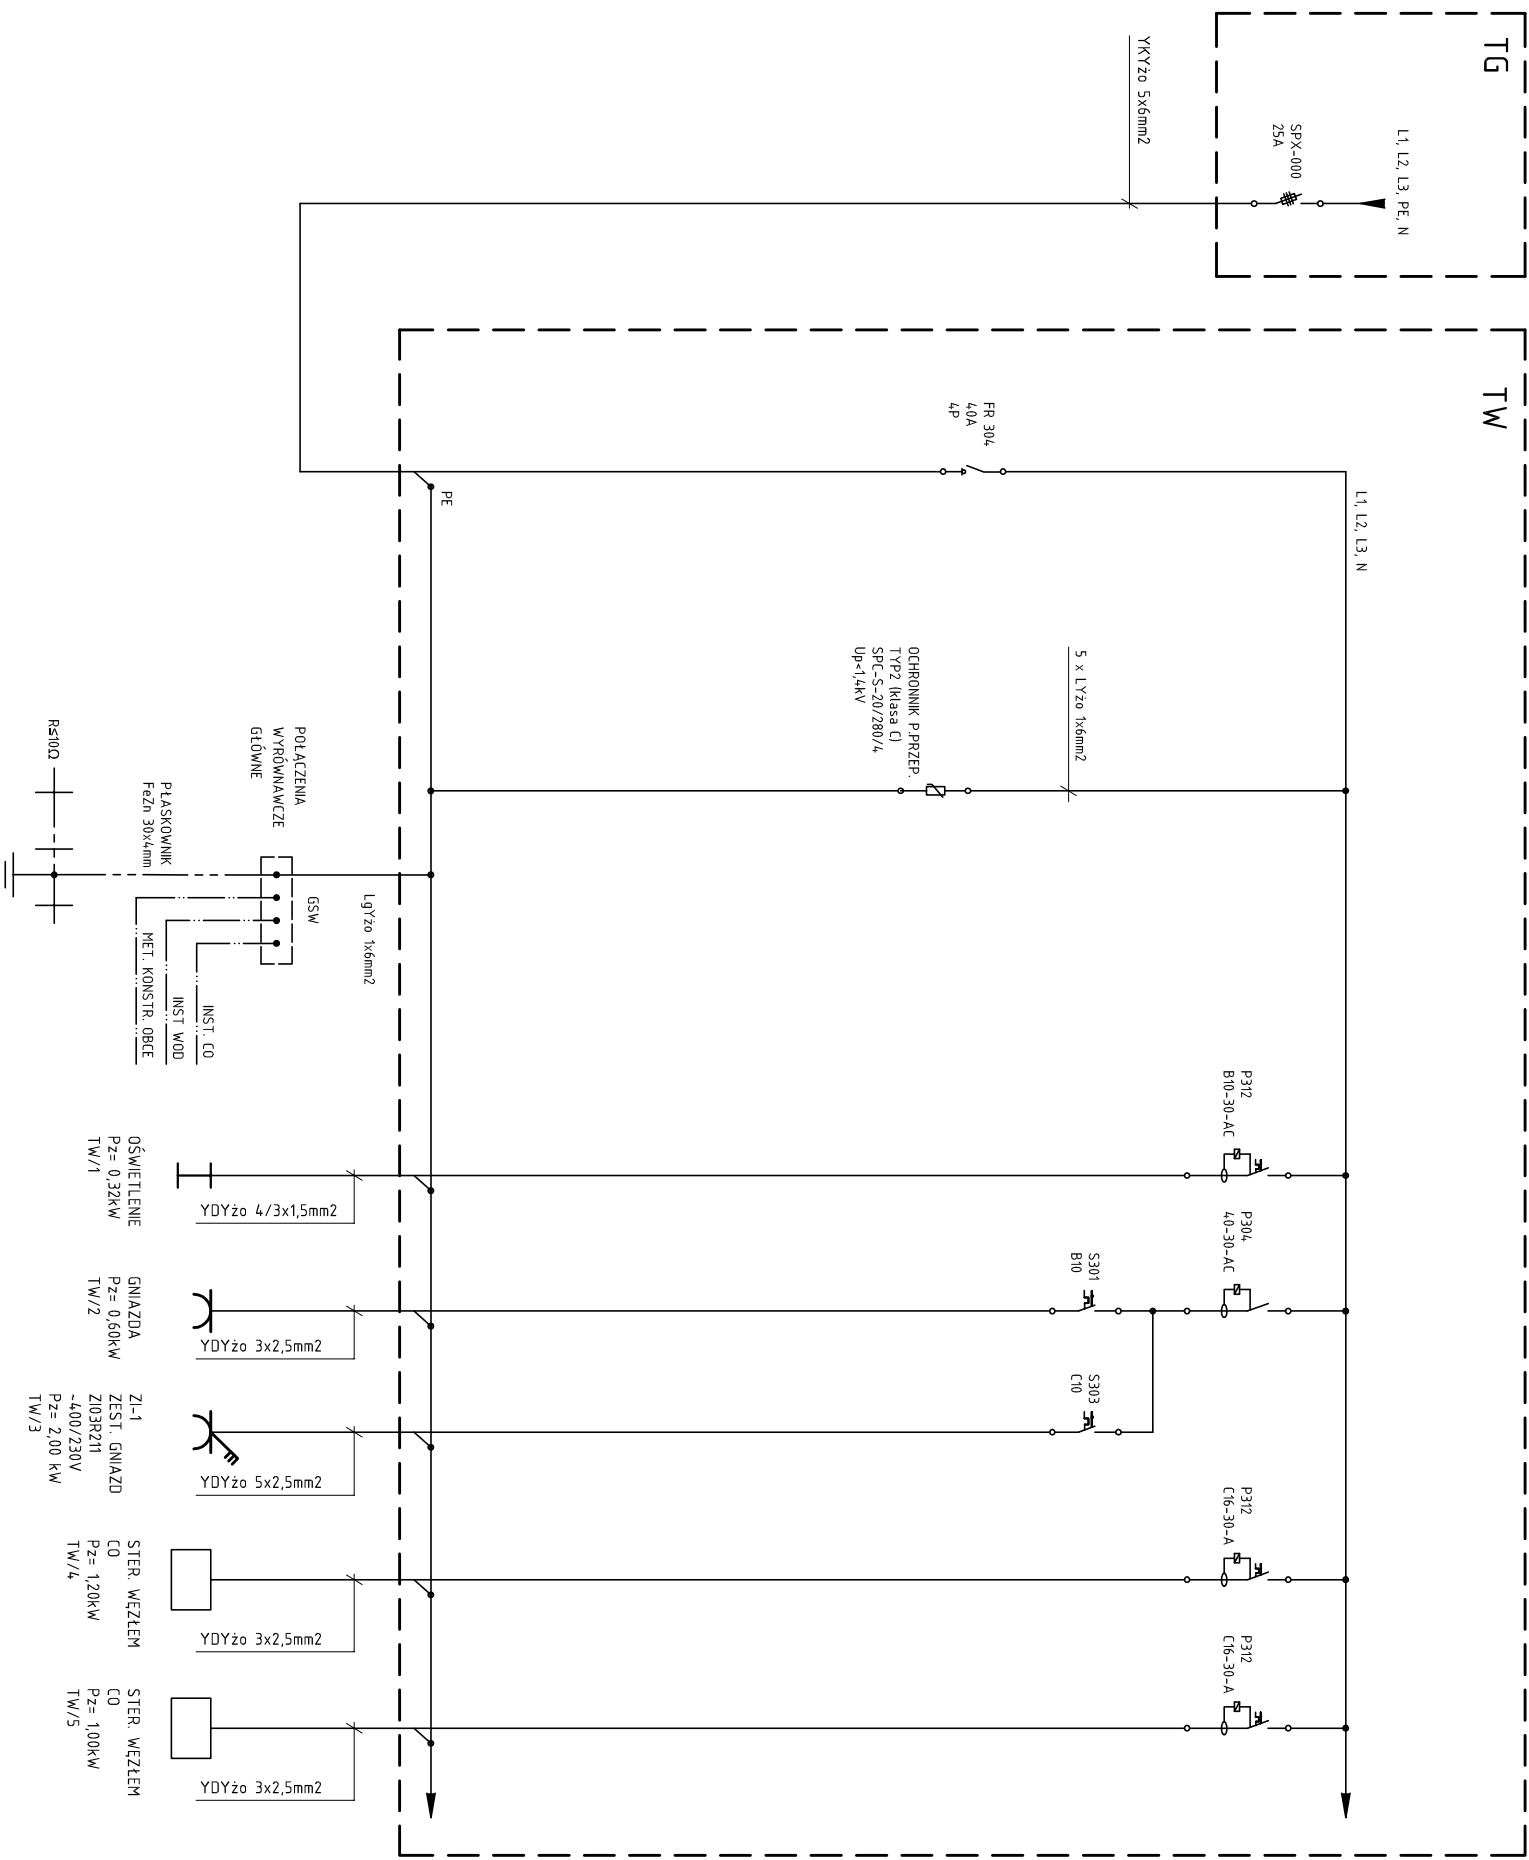 TG
L1, L2, L3, PE, N
SPX-000
25A
YKYżo 5x6mm2
TW
L1, L2, L3, N
FR 304
40A
4P
PE
5 x LYżo 1x6mm2
OCHRONNIK P.PRZEP.
TYP2 (klasa C)
SPC-S-20/280/4
Up<1,4kV
POŁĄCZENIA
WYRÓWNAWCZE
GŁÓWNE
GSW
LgYżo 1x6mm2
PŁASKOWNIK
FeZn 30x4mm
R≤10Ω
INST. CO
INST WOD
MET. KONSTR. OBCE
P312
B10-30-AC
YDYżo 4/3x1,5mm2
OŚWIETLENIE
Pz= 0,32kW
TW/1
P304
40-30-AC
S301
B10
YDYżo 3x2,5mm2
GNIAZDA
Pz= 0,60kW
TW/2
S303
C10
YDYżo 5x2,5mm2
ZI-1
ZEST. GNIAZD
ZI03R211
~400/230V
Pz= 2,00 kW
TW/3
P312
C16-30-A
YDYżo 3x2,5mm2
STER. WĘZŁEM
CO
Pz= 1,20kW
TW/4
P312
C16-30-A
YDYżo 3x2,5mm2
STER. WĘZŁEM
CO
Pz= 1,00kW
TW/5